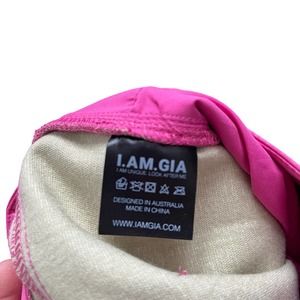 I.AM.GIA
I AM UNIQUE. LOOK AFTER ME
DESIGNED IN AUSTRALIA
MADE IN CHINA
WWW.IAMGIA.COM